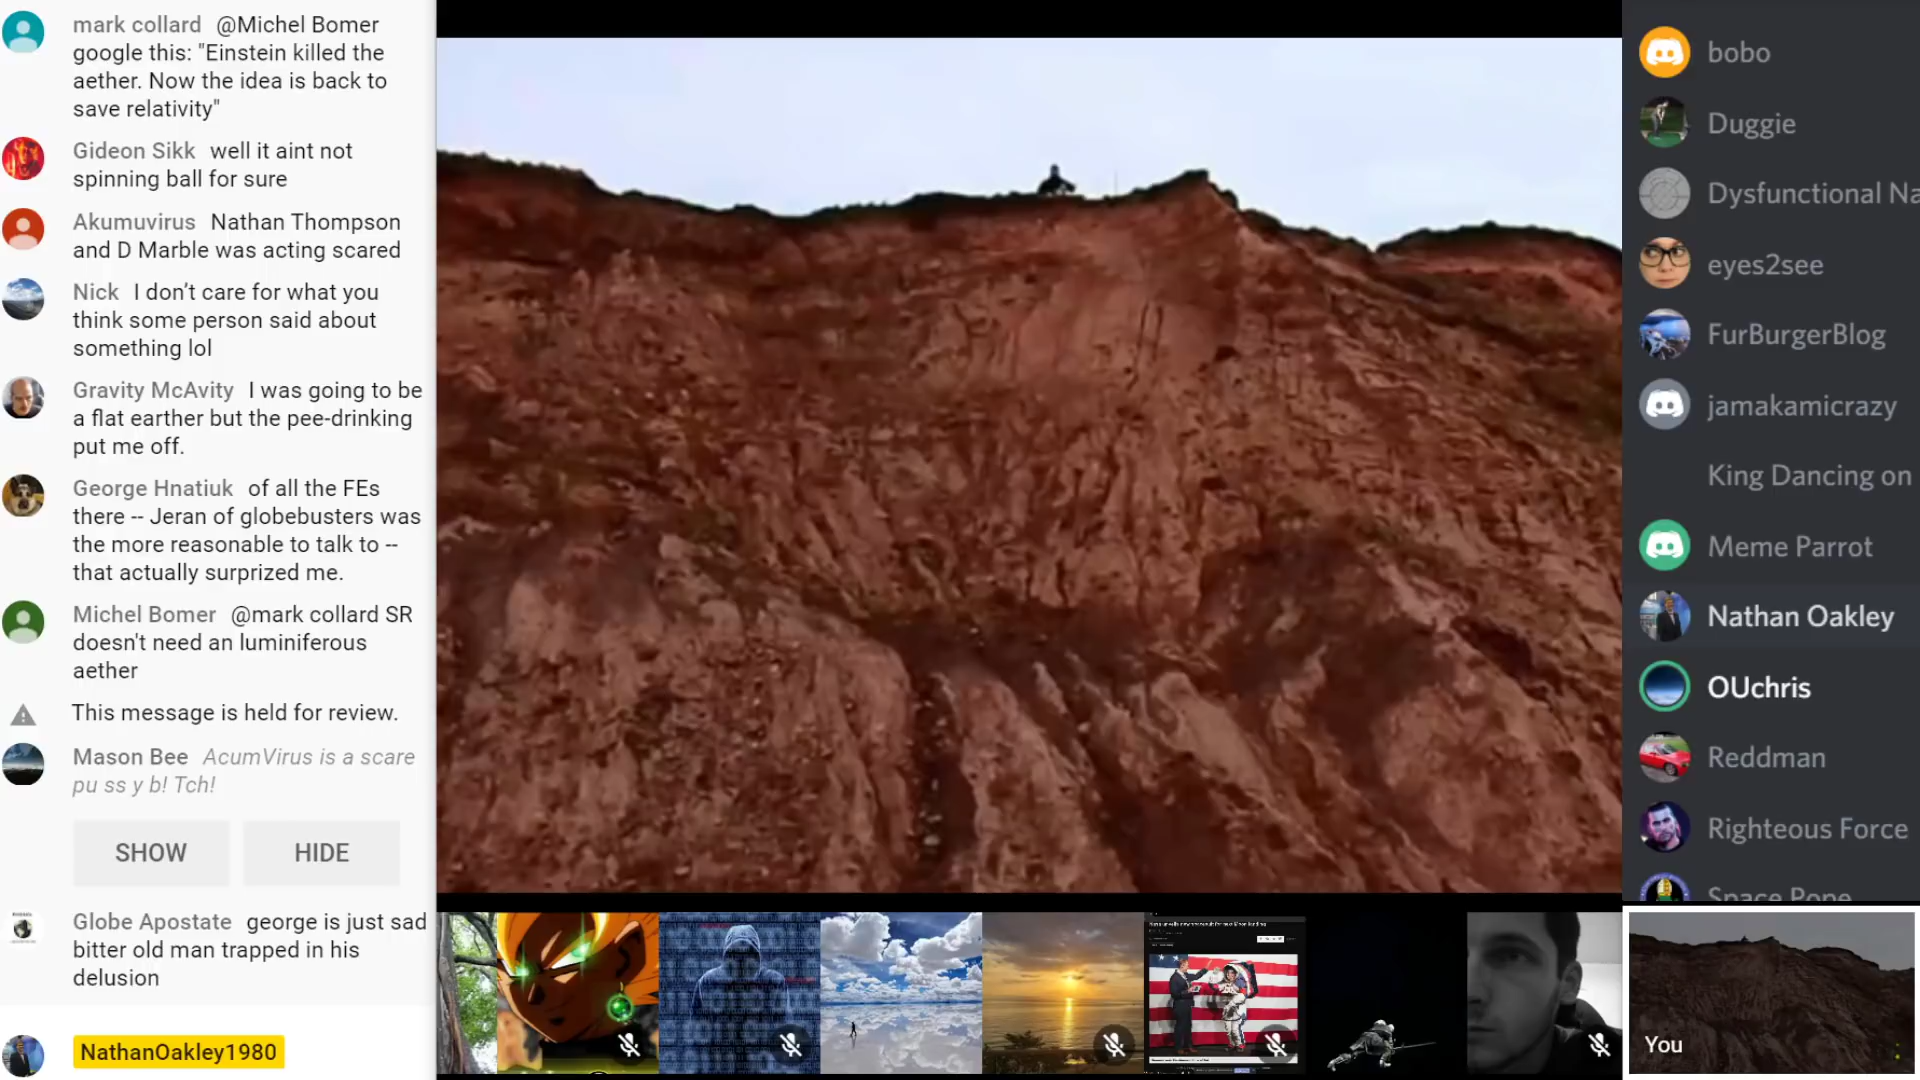 mark collard @Michel Bomer
google this: "Einstein killed the
aether. Now the idea is back to
save relativity"
Gideon Sikk well it aint not
spinning ball for sure
Akumuvirus Nathan Thompson
and D Marble was acting scared
Nick I don’t care for what you
think some person said about
something lol
Gravity McAvity I was going to be
a flat earther but the pee-drinking
put me off.
George Hnatiuk of all the FEs
there -- Jeran of globebusters was
the more reasonable to talk to --
that actually surprized me.
Michel Bomer @mark collard SR
doesn't need an luminiferous
aether
This message is held for review.
Mason Bee AcumVirus is a scare
pu ss y b! Tch!
SHOW HIDE
Globe Apostate george is just sad
bitter old man trapped in his
delusion
NathanOakley1980
bobo
Duggie
Dysfunctional Na
eyes2see
FurBurgerBlog
jamakamicrazy
King Dancing on
Meme Parrot
Nathan Oakley
OUchris
Reddman
Righteous Force
Space Pope
You